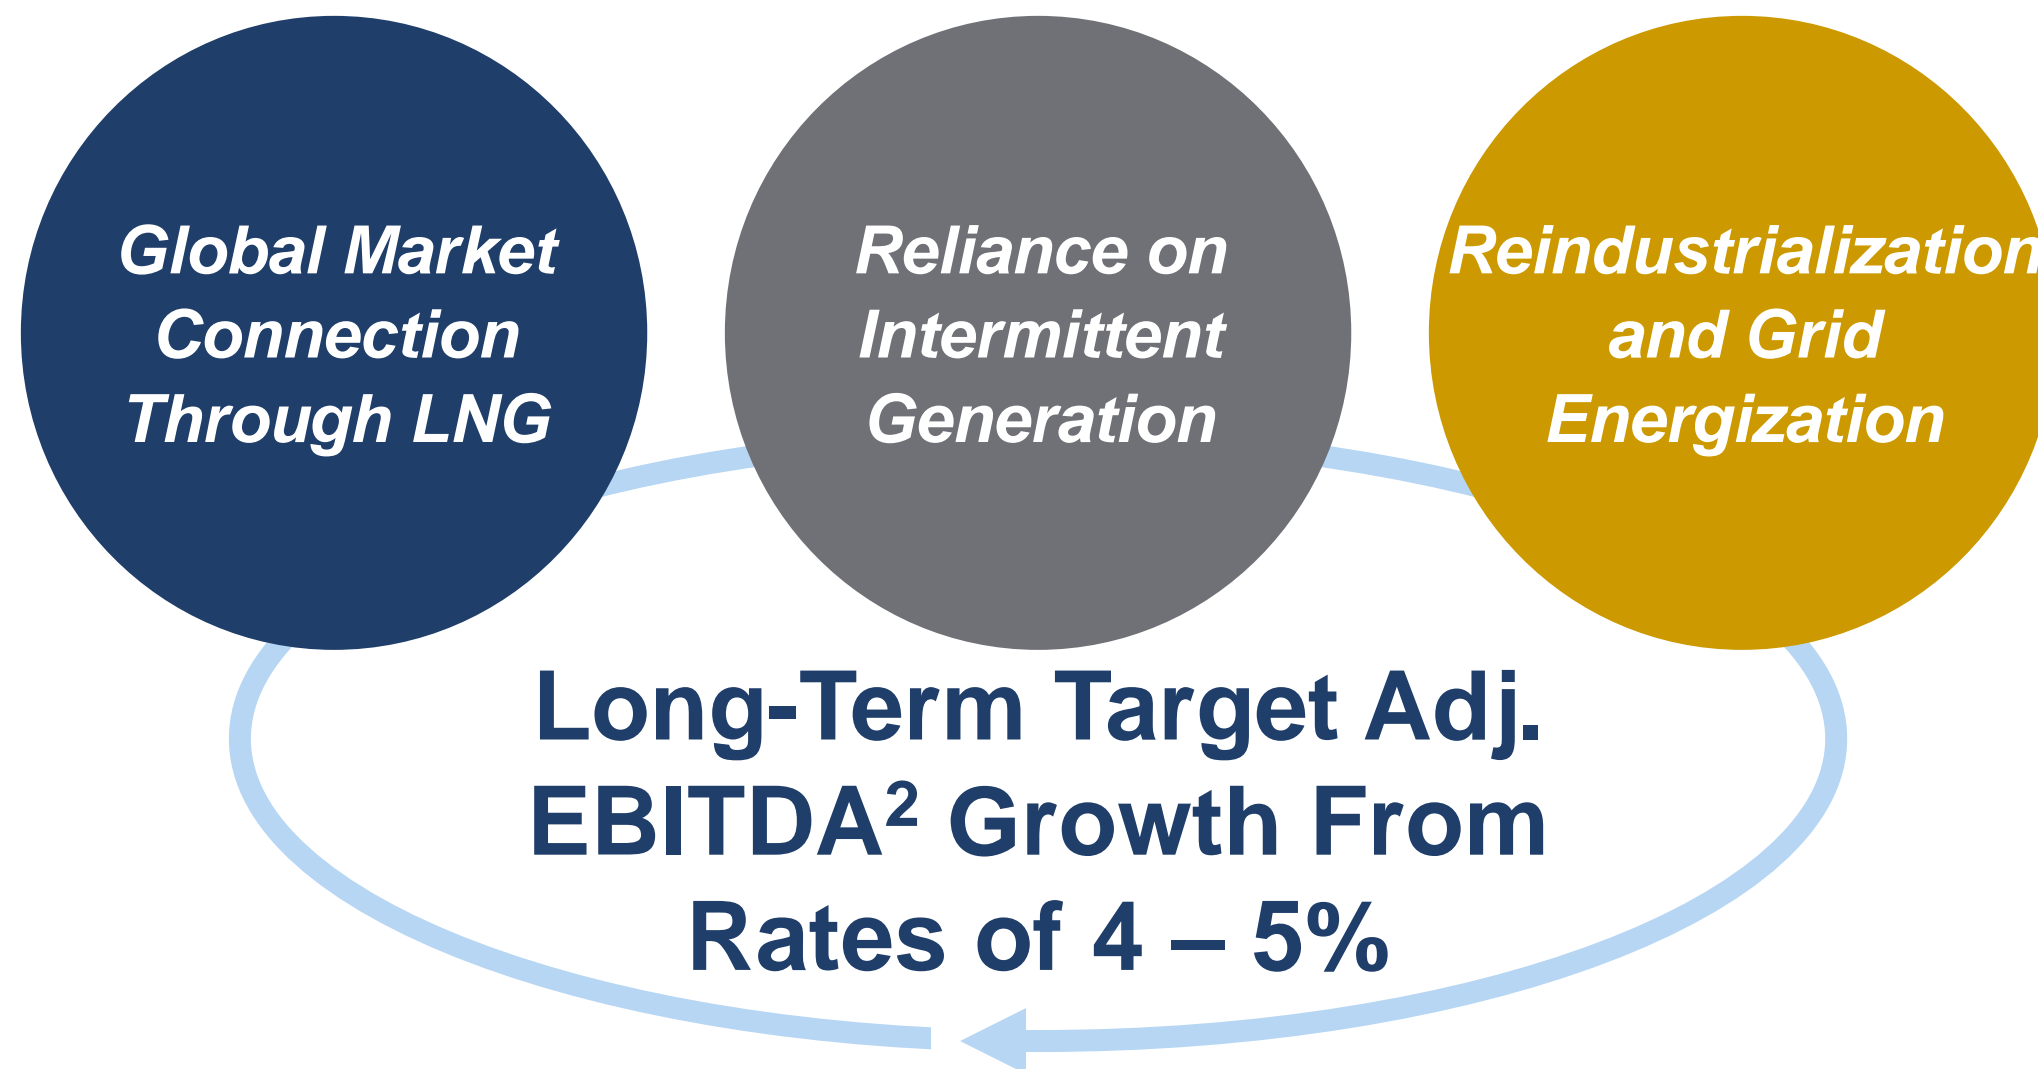 Global Market
Connection
Through LNG
Reliance on
Intermittent
Generation
Reindustrialization
and Grid
Energization
Long-Term Target Adj.
EBITDA² Growth From
Rates of 4 – 5%